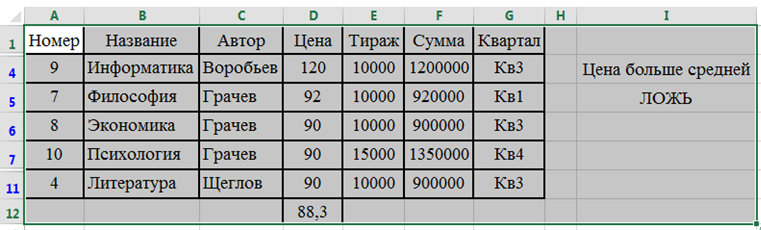 A B C D E F G H I
1 Номер Название Автор Цена Тираж Сумма Квартал
4 9 Информатика Воробьев 120 10000 1200000 Кв3 Цена больше средней
5 7 Философия Грачев 92 10000 920000 Кв1 ЛОЖЬ
6 8 Экономика Грачев 90 10000 900000 Кв3
7 10 Психология Грачев 90 15000 1350000 Кв4
11 4 Литература Щеглов 90 10000 900000 Кв3
12 88,3